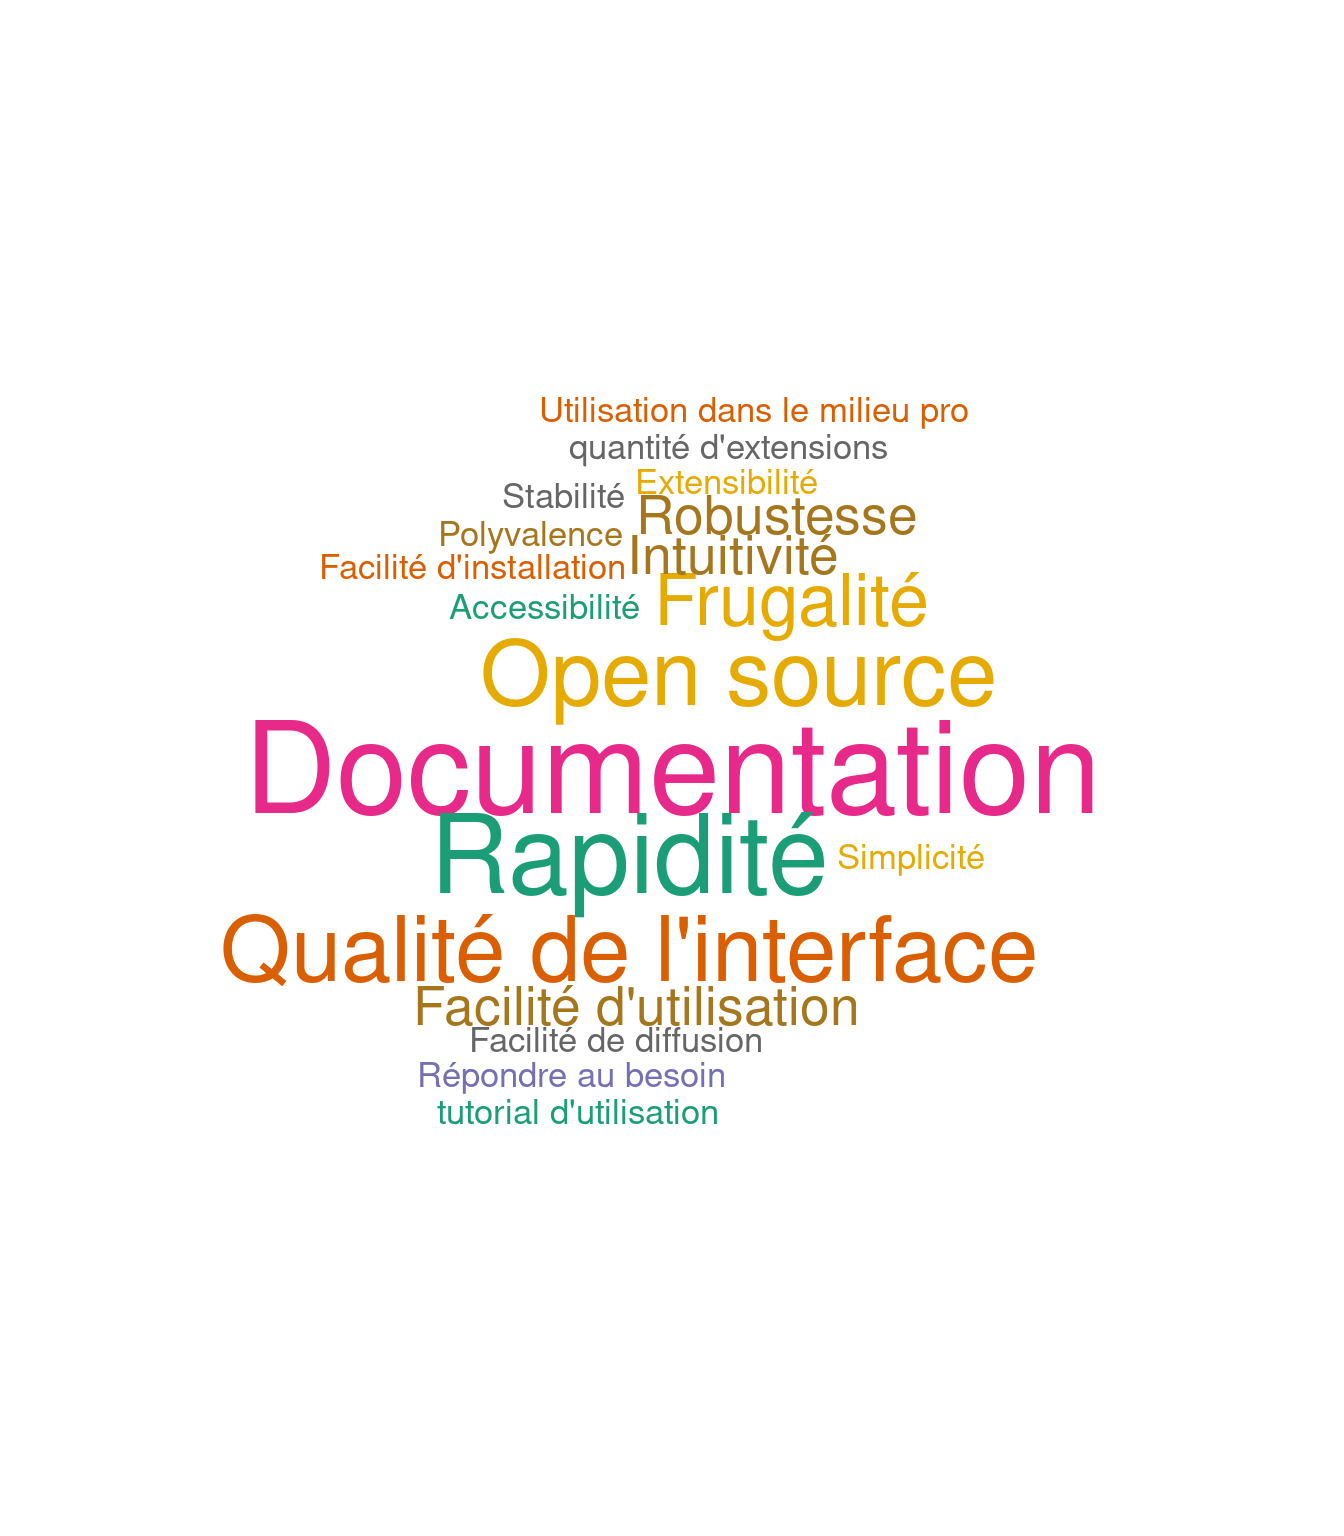 Utilisation dans le milieu pro
quantité d'extensions
Extensibilité
Stabilité
Robustesse
Polyvalence
Intuitivité
Facilité d'installation
Frugalité
Accessibilité
Open source
Documentation
Rapidité
Simplicité
Qualité de l'interface
Facilité d'utilisation
Facilité de diffusion
Répondre au besoin
tutorial d'utilisation